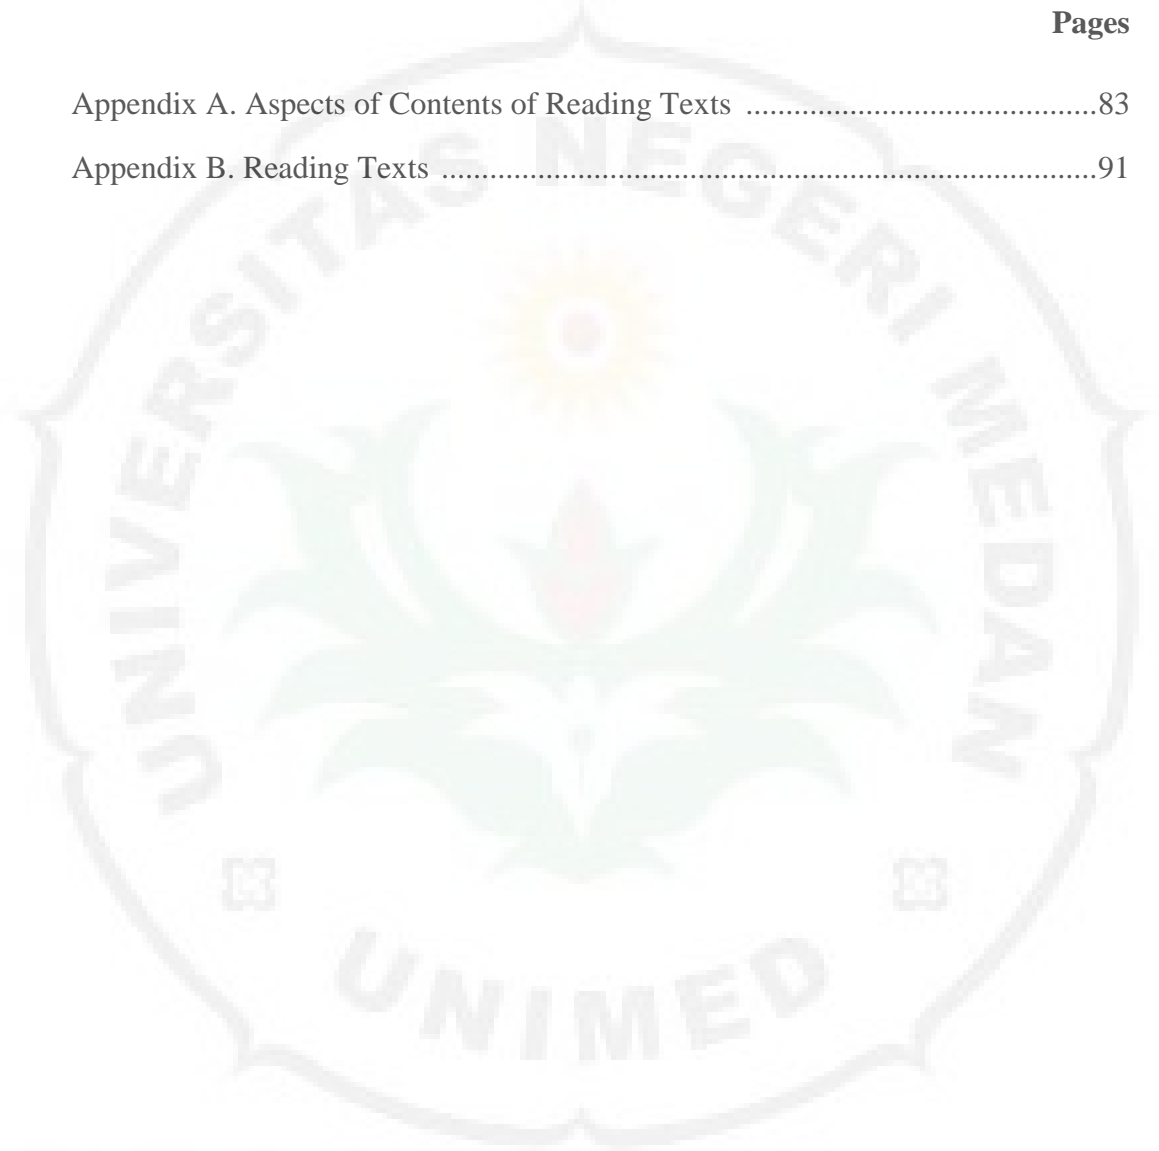 Pages
Appendix A. Aspects of Contents of Reading Texts ............................................83
Appendix B. Reading Texts ..................................................................................91
UNIVERSITAS NEGERI MEDAN
UNIMED